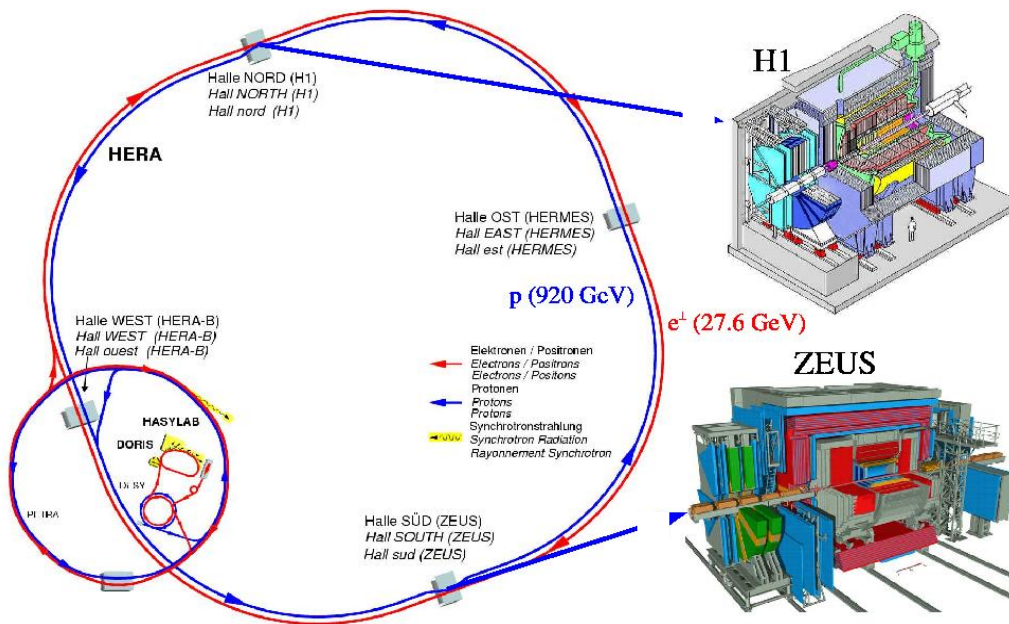 H1
Halle NORD (H1)
Hall NORTH (H1)
Hall nord (H1)
HERA
Halle OST (HERMES)
Hall EAST (HERMES)
Hall est (HERMES)
p (920 GeV)
e± (27.6 GeV)
Halle WEST (HERA-B)
Hall WEST (HERA-B)
Hall ouest (HERA-B)
Elektronen / Positronen
Electrons / Positrons
Electrons / Positons
Protonen
Protons
Protons
Synchrotronstrahlung
Synchrotron Radiation
Rayonnement Synchrotron
ZEUS
HASYLAB
DORIS
DESY
PETRA
Halle SÜD (ZEUS)
Hall SOUTH (ZEUS)
Hall sud (ZEUS)